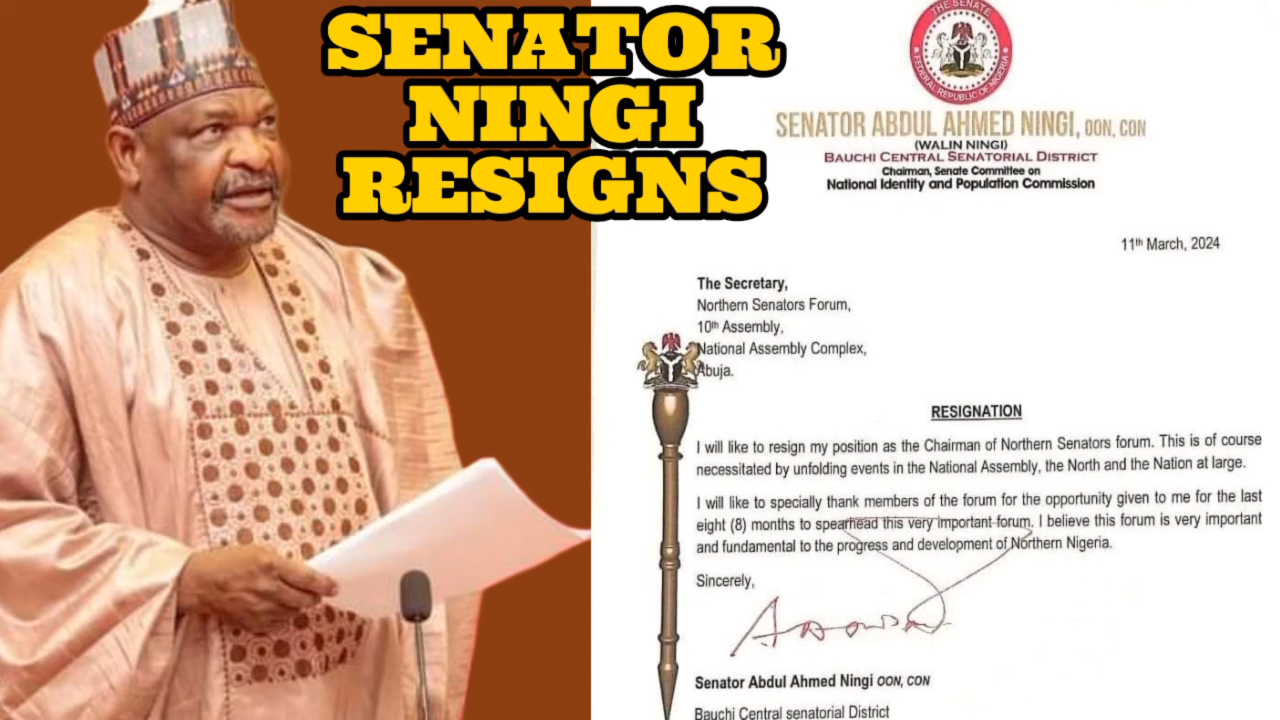 SENATOR
NINGI
RESIGNS
THE SENATE
FEDERAL REPUBLIC OF NIGERIA
SENATOR ABDUL AHMED NINGI, OON, CON
(WALIN NINGI)
BAUCHI CENTRAL SENATORIAL DISTRICT
Chairman, Senate Committee on
National Identity and Population Commission
11th March, 2024
The Secretary,
Northern Senators Forum,
10th Assembly,
National Assembly Complex,
Abuja.
RESIGNATION
I will like to resign my position as the Chairman of Northern Senators forum. This is of course
necessitated by unfolding events in the National Assembly, the North and the Nation at large.
I will like to specially thank members of the forum for the opportunity given to me for the last
eight (8) months to spearhead this very important forum. I believe this forum is very important
and fundamental to the progress and development of Northern Nigeria.
Sincerely,
Senator Abdul Ahmed Ningi OON, CON
Bauchi Central senatorial District